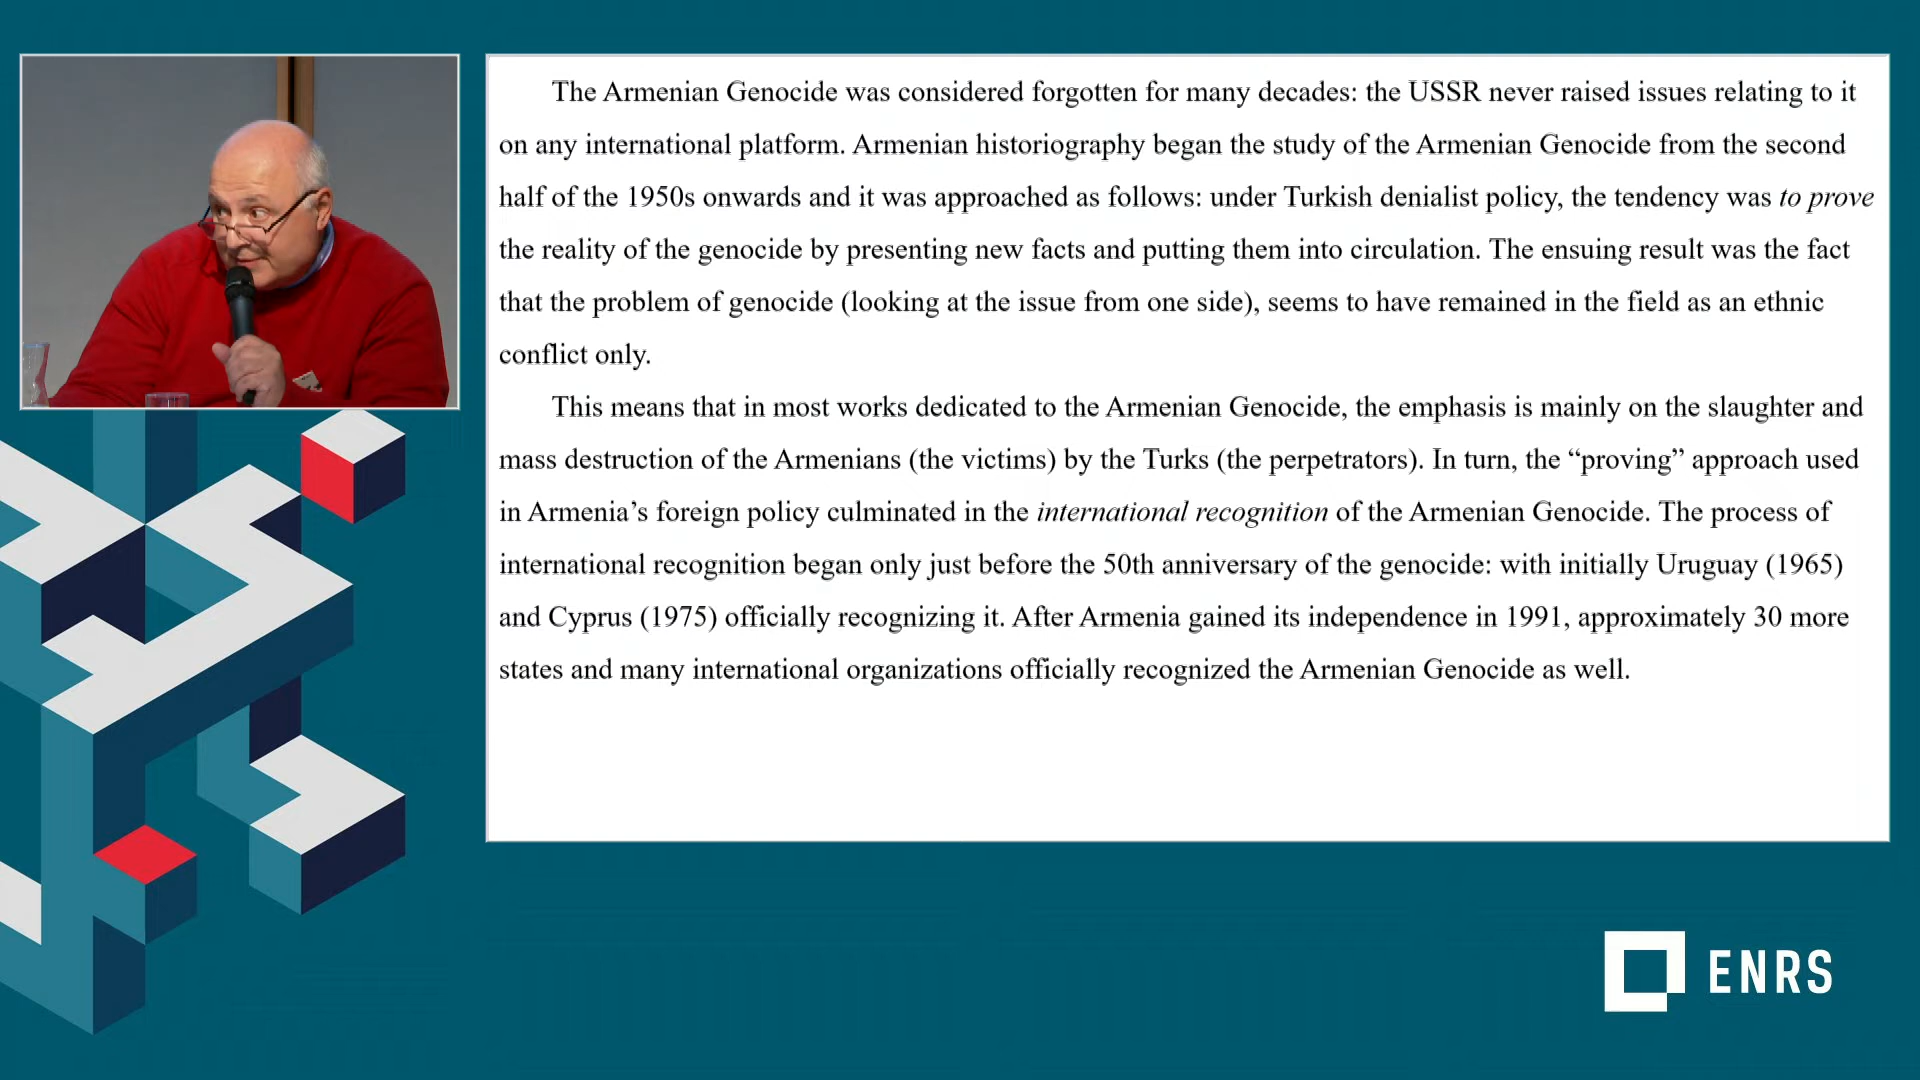 The Armenian Genocide was considered forgotten for many decades: the USSR never raised issues relating to it
on any international platform. Armenian historiography began the study of the Armenian Genocide from the second
half of the 1950s onwards and it was approached as follows: under Turkish denialist policy, the tendency was to prove
the reality of the genocide by presenting new facts and putting them into circulation. The ensuing result was the fact
that the problem of genocide (looking at the issue from one side), seems to have remained in the field as an ethnic
conflict only.
This means that in most works dedicated to the Armenian Genocide, the emphasis is mainly on the slaughter and
mass destruction of the Armenians (the victims) by the Turks (the perpetrators). In turn, the “proving” approach used
in Armenia’s foreign policy culminated in the international recognition of the Armenian Genocide. The process of
international recognition began only just before the 50th anniversary of the genocide: with initially Uruguay (1965)
and Cyprus (1975) officially recognizing it. After Armenia gained its independence in 1991, approximately 30 more
states and many international organizations officially recognized the Armenian Genocide as well.
ENRS